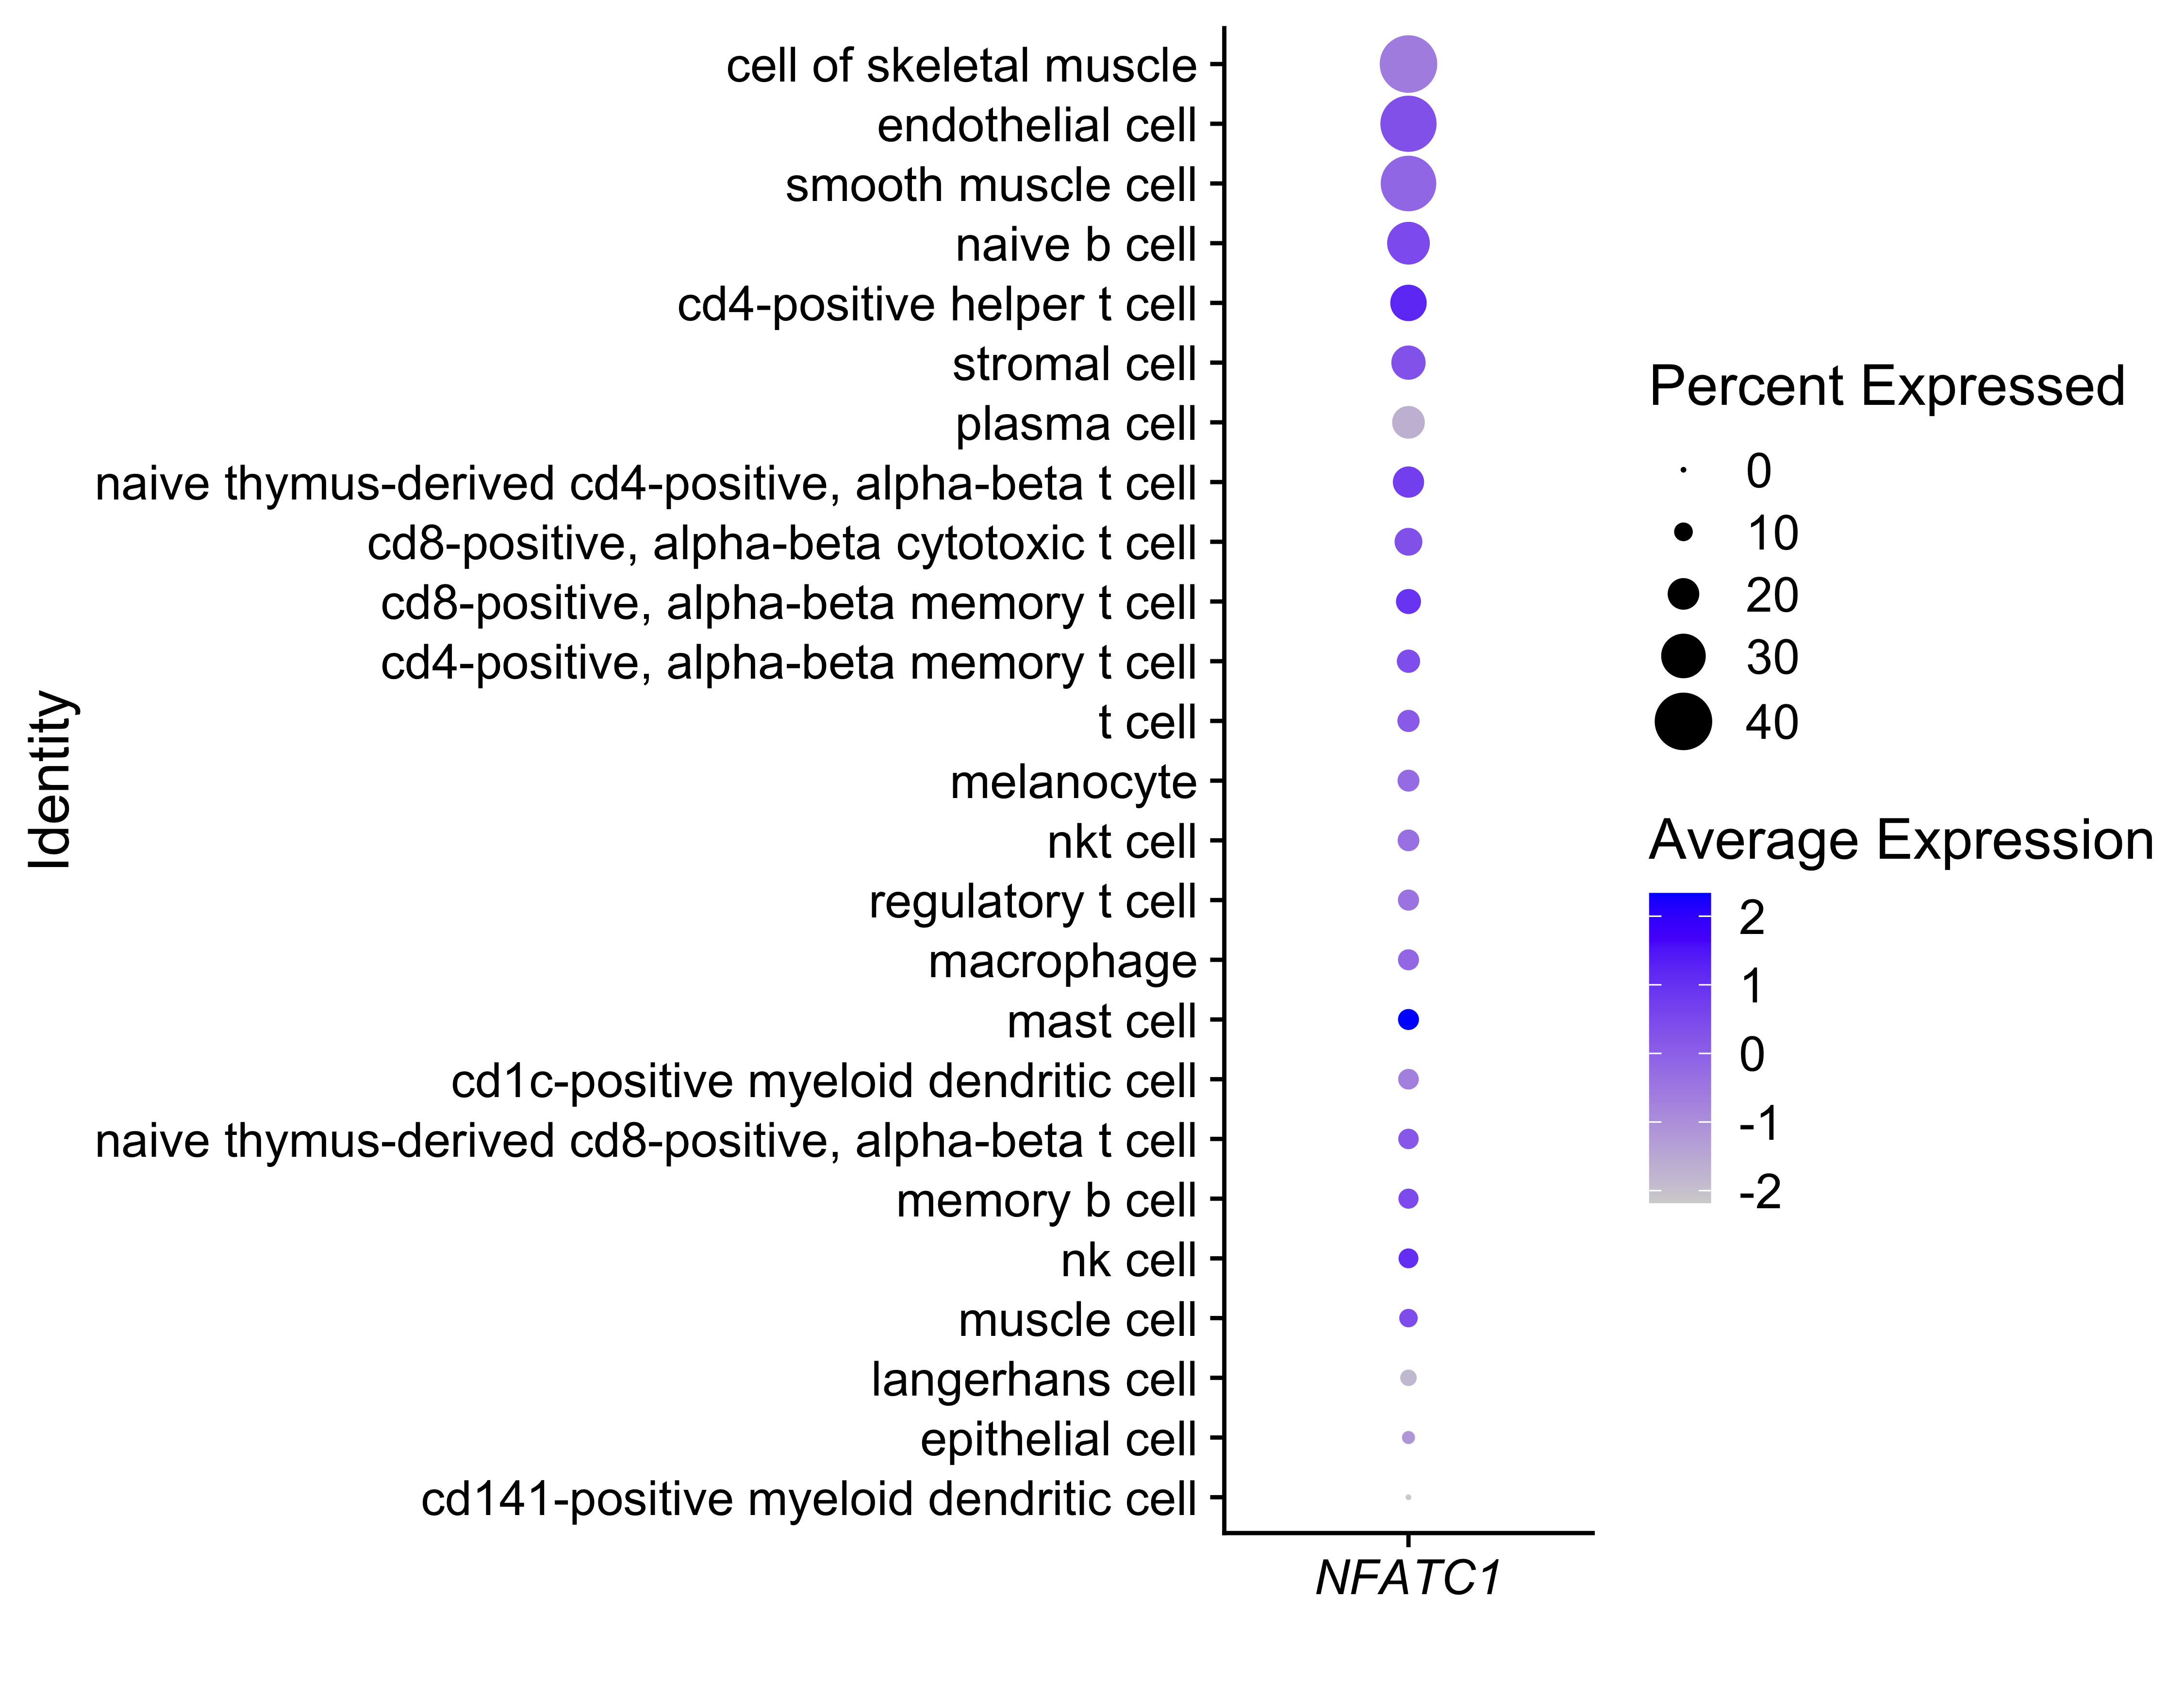 Identity
cell of skeletal muscle
endothelial cell
smooth muscle cell
naive b cell
cd4-positive helper t cell
stromal cell
plasma cell
naive thymus-derived cd4-positive, alpha-beta t cell
cd8-positive, alpha-beta cytotoxic t cell
cd8-positive, alpha-beta memory t cell
cd4-positive, alpha-beta memory t cell
t cell
melanocyte
nkt cell
regulatory t cell
macrophage
mast cell
cd1c-positive myeloid dendritic cell
naive thymus-derived cd8-positive, alpha-beta t cell
memory b cell
nk cell
muscle cell
langerhans cell
epithelial cell
cd141-positive myeloid dendritic cell
NFATC1
Percent Expressed
0
10
20
30
40
Average Expression
2
1
0
-1
-2